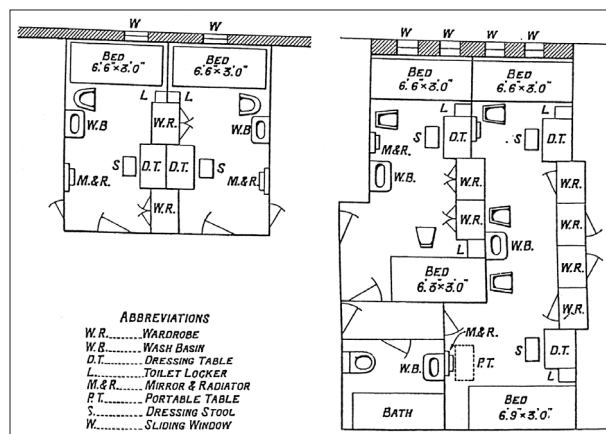 W W
BED 6'.6"×3'.0" BED 6'.6"×3'.0"
L L
W.B W.R. W.B
S D.T. D.T. S
M.&R. M.&R.
W.R.
W W W W
BED 6'.6"×3'.0" BED 6'.6"×3'.0"
L L
D.T. S S D.T.
M.&R.
W.B. W.R. W.R.
W.R. W.R.
W.B. W.R.
L
BED 6'.3"×3'.0"
W.R.
M.&R.
S D.T.
W.B. P.T.
L
BATH BED 6'.9"×3'.0"
ABBREVIATIONS
W.R. WARDROBE
W.B. WASH BASIN
D.T. DRESSING TABLE
L. TOILET LOCKER
M.&R. MIRROR & RADIATOR
P.T. PORTABLE TABLE
S. DRESSING STOOL
W. SLIDING WINDOW